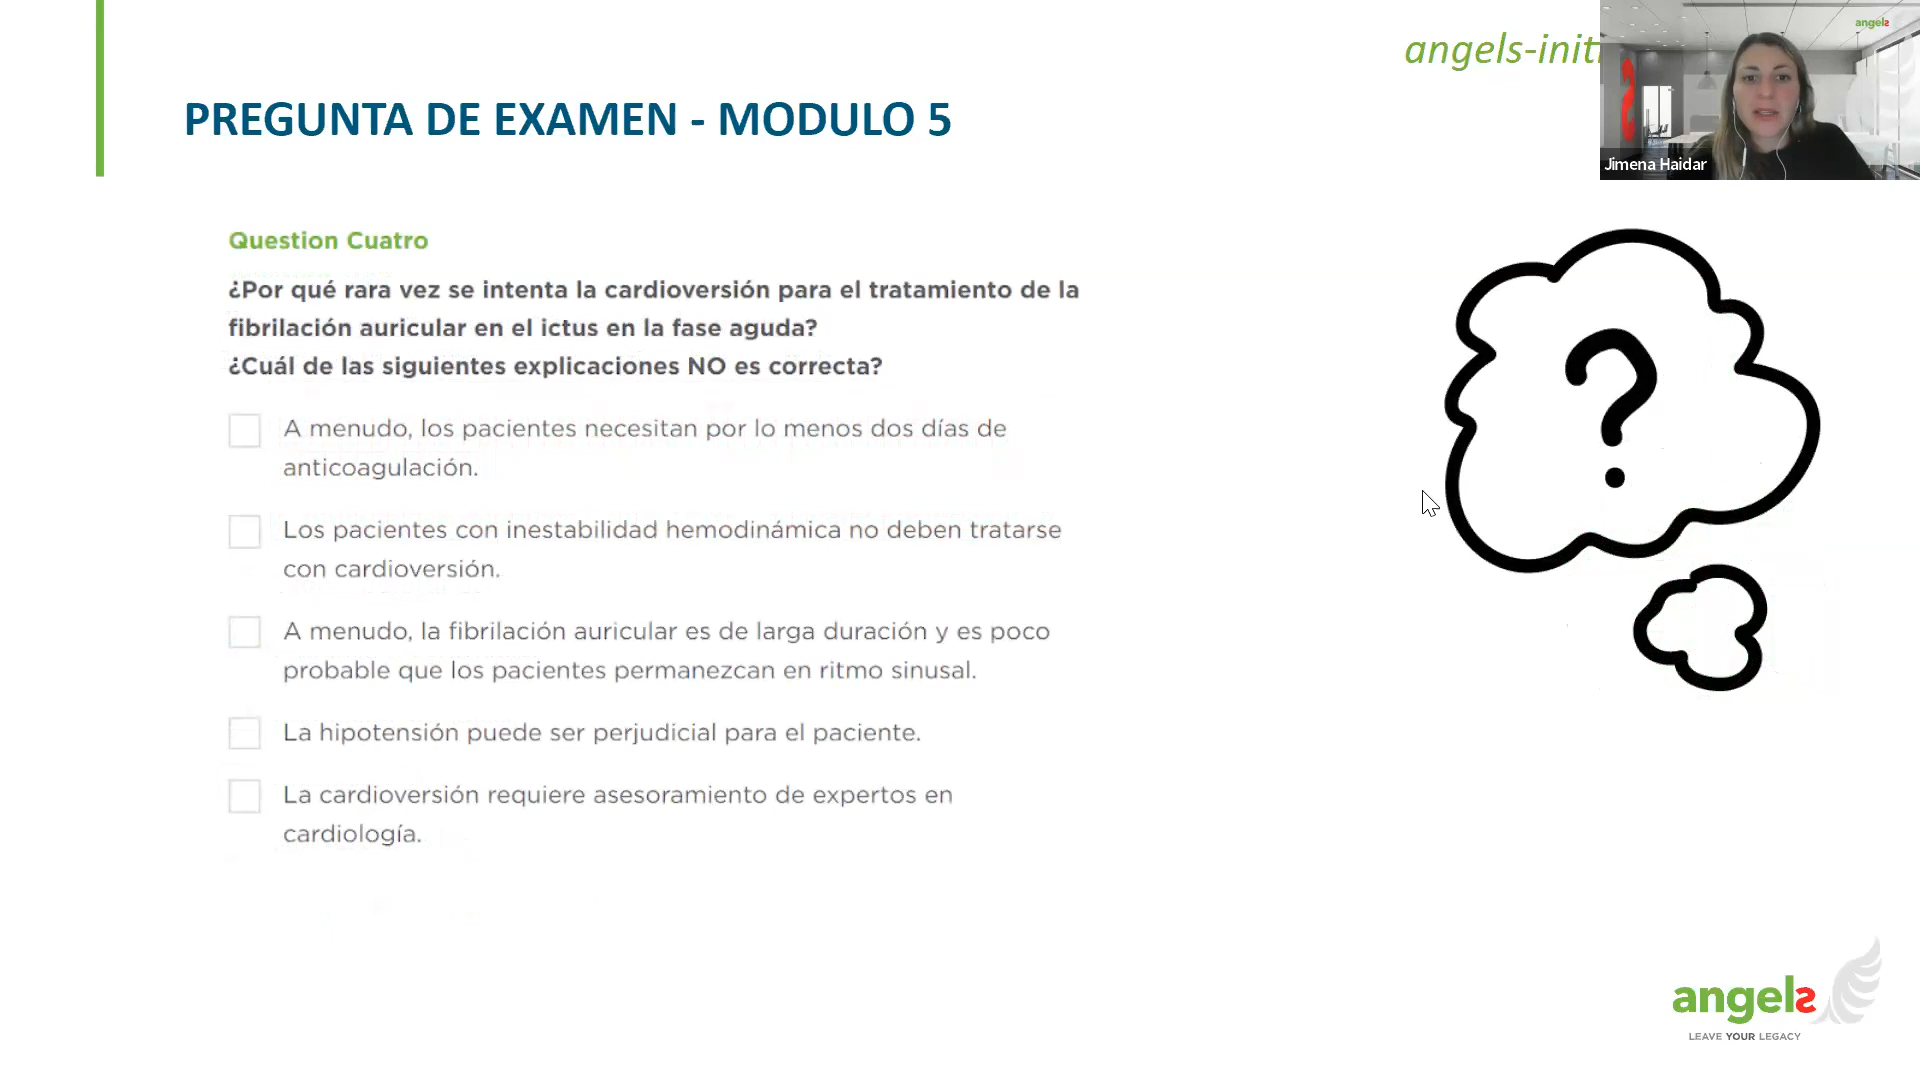 angels-initi
angels
Jimena Haidar
PREGUNTA DE EXAMEN - MODULO 5
Question Cuatro
¿Por qué rara vez se intenta la cardioversión para el tratamiento de la
fibrilación auricular en el ictus en la fase aguda?
¿Cuál de las siguientes explicaciones NO es correcta?
A menudo, los pacientes necesitan por lo menos dos días de
anticoagulación.
Los pacientes con inestabilidad hemodinámica no deben tratarse
con cardioversión.
A menudo, la fibrilación auricular es de larga duración y es poco
probable que los pacientes permanezcan en ritmo sinusal.
La hipotensión puede ser perjudicial para el paciente.
La cardioversión requiere asesoramiento de expertos en
cardiología.
?
angels
LEAVE YOUR LEGACY